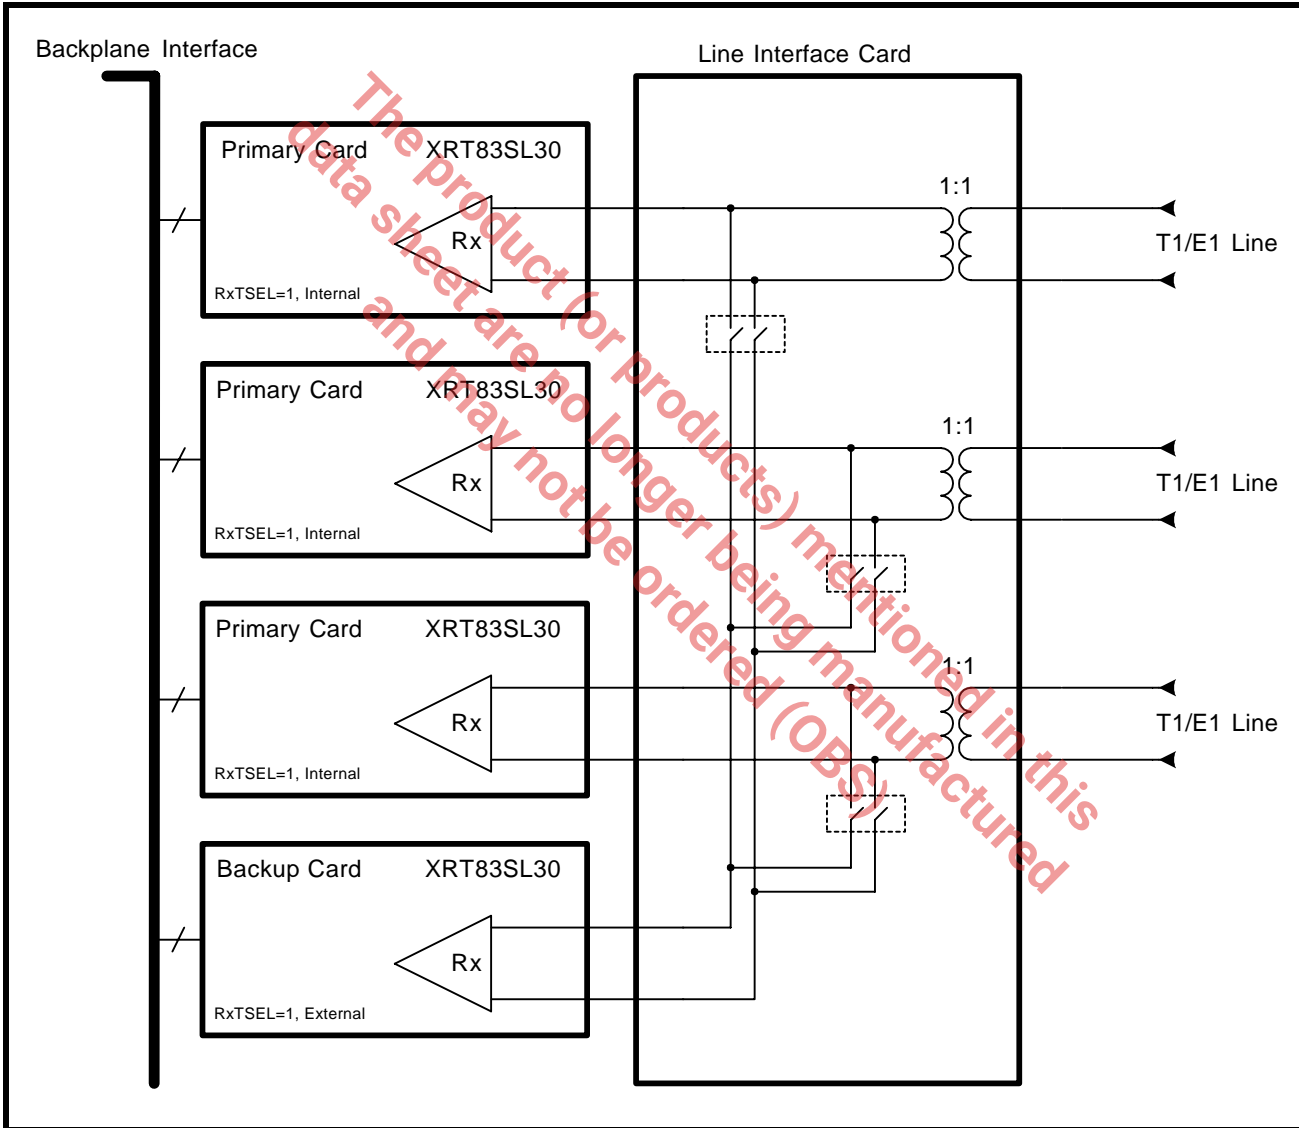 Backplane Interface
Line Interface Card
Primary Card XRT83SL30
1:1
Rx
T1/E1 Line
RxTSEL=1, Internal
Primary Card XRT83SL30
1:1
Rx
T1/E1 Line
RxTSEL=1, Internal
Primary Card XRT83SL30
1:1
Rx
T1/E1 Line
RxTSEL=1, Internal
Backup Card XRT83SL30
Rx
RxTSEL=1, External
The product (or products) mentioned in this
data sheet are no longer being manufactured
and may not be ordered (OBS)